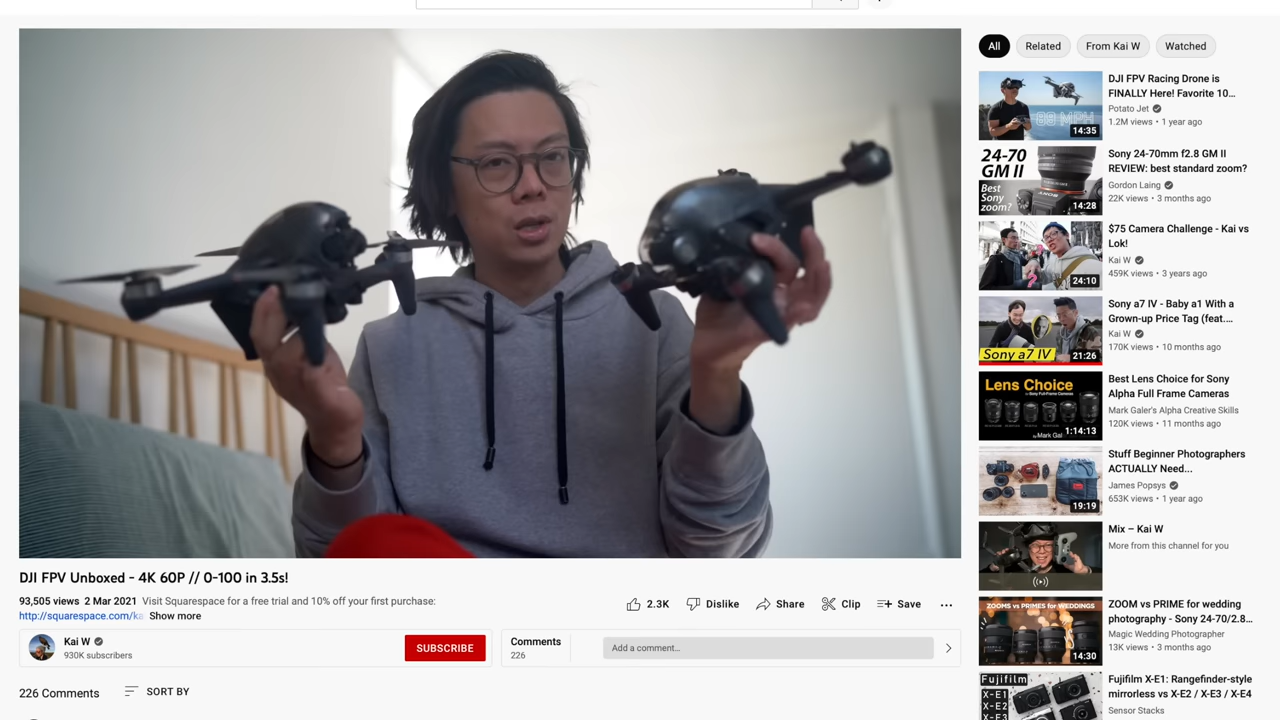 DJI FPV Unboxed - 4K 60P // 0-100 in 3.5s!
93,505 views 2 Mar 2021 Visit Squarespace for a free trial and 10% off your first purchase:
http://squarespace.com/ka Show more
2.3K
Dislike
Share
Clip
Save
Kai W
930K subscribers
SUBSCRIBE
Comments
226
Add a comment...
226 Comments
SORT BY
All
Related
From Kai W
Watched
88 MPH
14:35
DJI FPV Racing Drone is
FINALLY Here! Favorite 10...
Potato Jet
1.2M views • 1 year ago
24-70
GM II
Best
Sony
zoom?
14:28
Sony 24-70mm f2.8 GM II
REVIEW: best standard zoom?
Gordon Laing
22K views • 3 months ago
24:10
$75 Camera Challenge - Kai vs
Lok!
Kai W
459K views • 3 years ago
Sony a7 IV
21:26
Sony a7 IV - Baby a1 With a
Grown-up Price Tag (feat....
Kai W
170K views • 10 months ago
Lens Choice
by Mark Gal
1:14:13
Best Lens Choice for Sony
Alpha Full Frame Cameras
Mark Galer's Alpha Creative Skills
120K views • 11 months ago
19:19
Stuff Beginner Photographers
ACTUALLY Need...
James Popsys
653K views • 1 year ago
Mix – Kai W
More from this channel for you
ZOOMS vs PRIMES for WEDDINGS
14:30
ZOOM vs PRIME for wedding
photography - Sony 24-70/2.8...
Magic Wedding Photographer
13K views • 3 months ago
Fujifilm
X-E1
X-E2
X-E3
Fujifilm X-E1: Rangefinder-style
mirrorless vs X-E2 / X-E3 / X-E4
Sensor Stacks